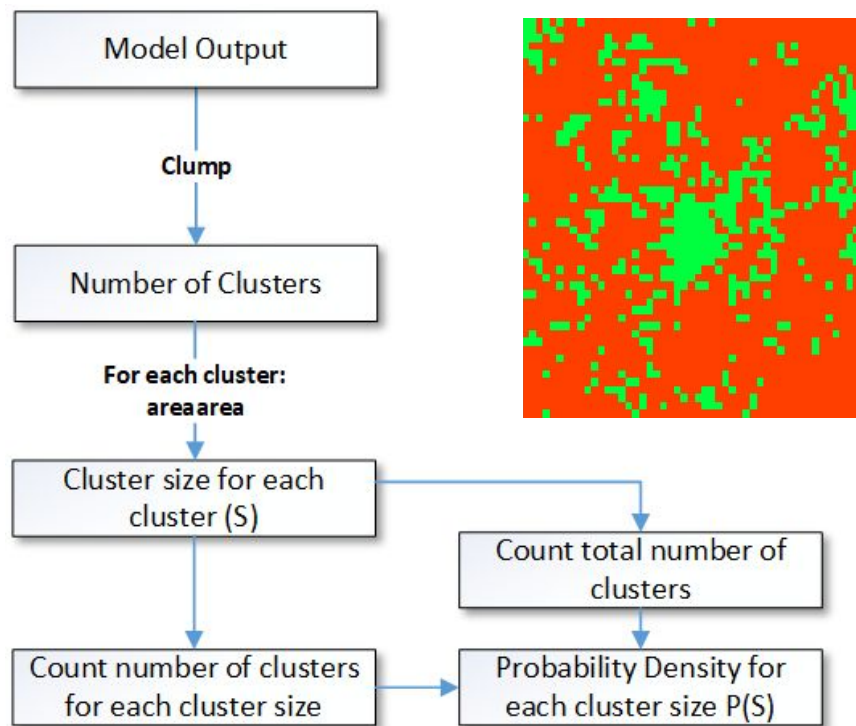 Model Output
Clump
Number of Clusters
For each cluster:
areaarea
Cluster size for each
cluster (S)
Count total number of
clusters
Count number of clusters
for each cluster size
Probability Density for
each cluster size P(S)